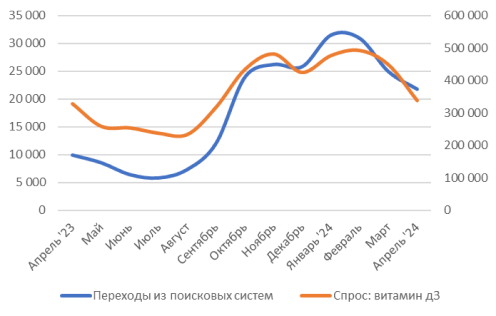 35 000 600 000
30 000 500 000
25 000 400 000
20 000 300 000
15 000 200 000
10 000 100 000
5 000
0 0
Апрель '23 Май Июнь Июль Август Сентябрь Октябрь Ноябрь Декабрь Январь '24 Февраль Март Апрель '24
Переходы из поисковых систем Спрос: витамин д3